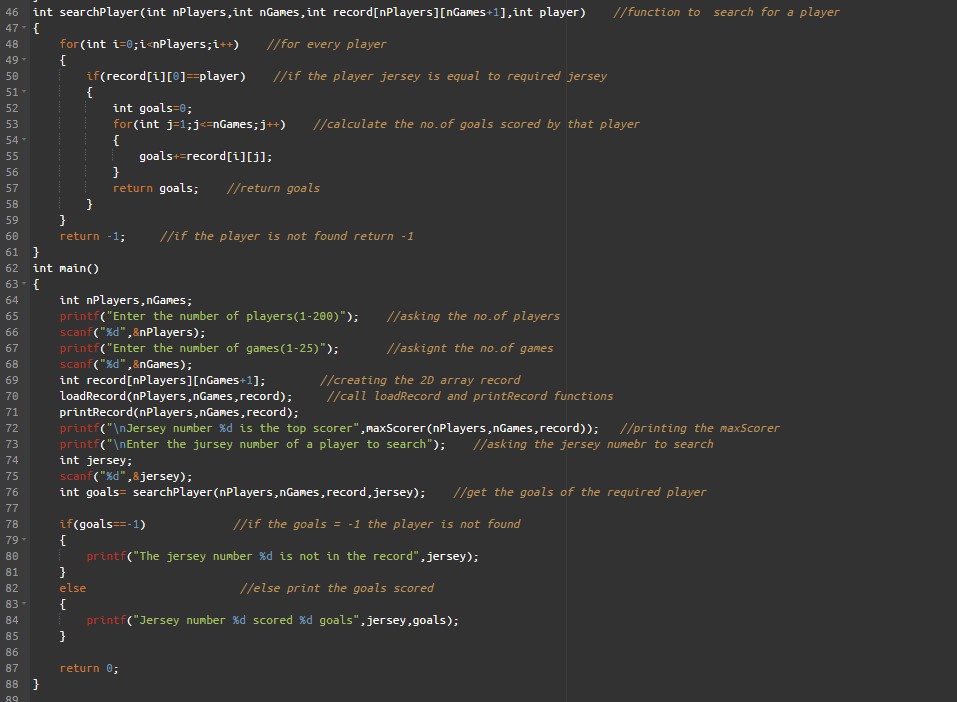 46 int searchPlayer(int nPlayers,int nGames,int record[nPlayers][nGames+1],int player)    //function to  search for a player
47 {
48     for(int i=0;i<nPlayers;i++)    //for every player
49     {
50         if(record[i][0]==player)    //if the player jersey is equal to required jersey
51         {
52             int goals=0;
53             for(int j=1;j<=nGames;j++)    //calculate the no.of goals scored by that player
54             {
55                 goals+=record[i][j];
56             }
57             return goals;    //return goals
58         }
59     }
60     return -1;     //if the player is not found return -1
61 }
62 int main()
63 {
64     int nPlayers,nGames;
65     printf("Enter the number of players(1-200)");    //asking the no.of players
66     scanf("%d",&nPlayers);
67     printf("Enter the number of games(1-25)");       //askignt the no.of games
68     scanf("%d",&nGames);
69     int record[nPlayers][nGames+1];        //creating the 2D array record
70     loadRecord(nPlayers,nGames,record);     //call loadRecord and printRecord functions
71     printRecord(nPlayers,nGames,record);
72     printf("\nJersey number %d is the top scorer",maxScorer(nPlayers,nGames,record));   //printing the maxScorer
73     printf("\nEnter the jursey number of a player to search");    //asking the jersey numebr to search
74     int jersey;
75     scanf("%d",&jersey);
76     int goals= searchPlayer(nPlayers,nGames,record,jersey);    //get the goals of the required player
77
78     if(goals==-1)             //if the goals = -1 the player is not found
79     {
80         printf("The jersey number %d is not in the record",jersey);
81     }
82     else                       //else print the goals scored
83     {
84         printf("Jersey number %d scored %d goals",jersey,goals);
85     }
86
87     return 0;
88 }
89